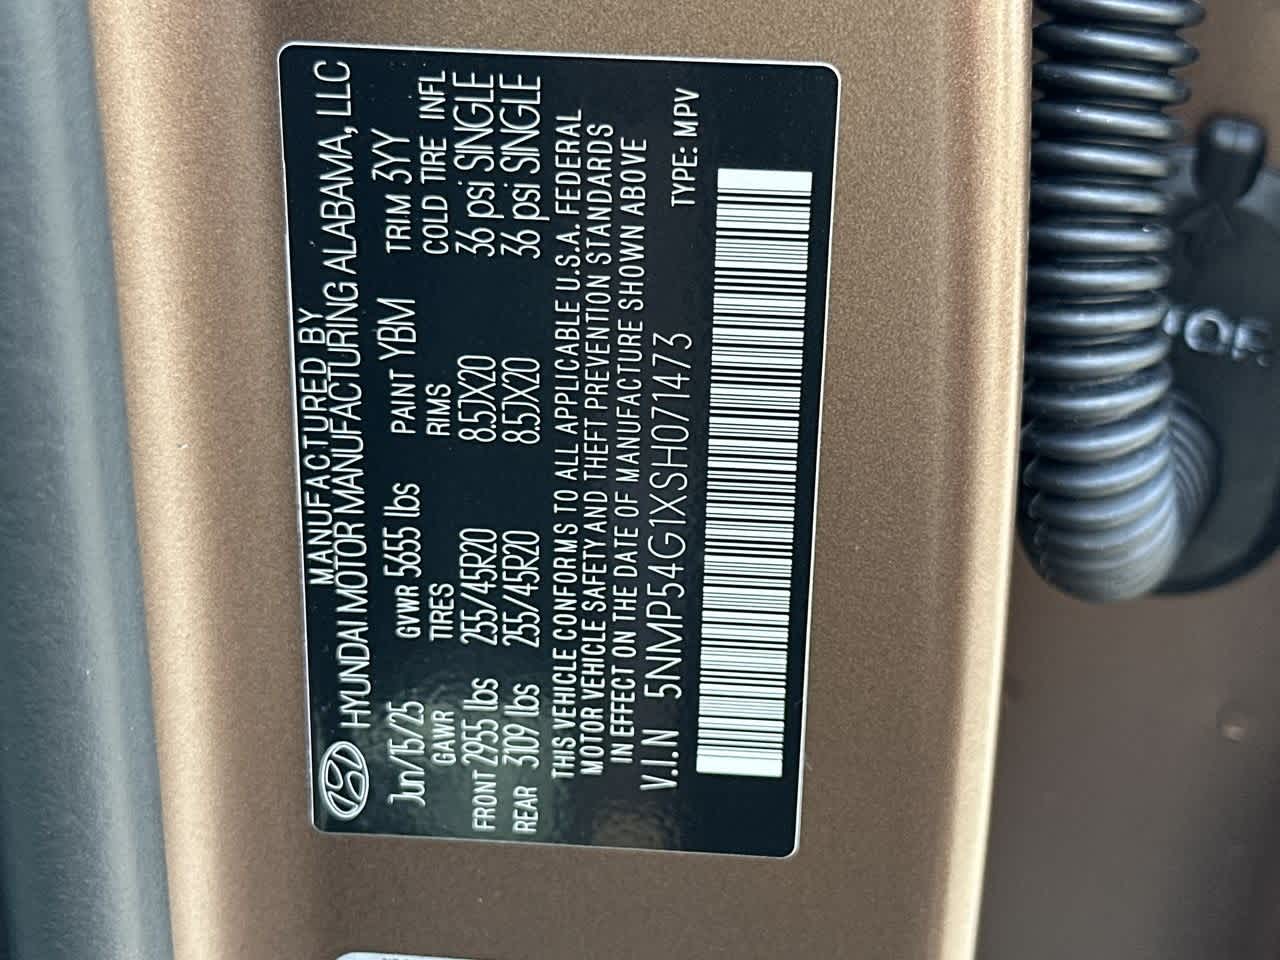 MANUFACTURED BY
HYUNDAI MOTOR MANUFACTURING ALABAMA, LLC
Jun/15/25 GVWR 5655 lbs PAINT YBM TRIM 3YY
GAWR TIRES RIMS COLD TIRE INFL
FRONT 2955 lbs 255/45R20 8.5JX20 36 psi SINGLE
REAR 3109 lbs 255/45R20 8.5JX20 36 psi SINGLE
THIS VEHICLE CONFORMS TO ALL APPLICABLE U.S.A. FEDERAL
MOTOR VEHICLE SAFETY AND THEFT PREVENTION STANDARDS
IN EFFECT ON THE DATE OF MANUFACTURE SHOWN ABOVE
V.I.N 5NMP54G1XSH071473
TYPE: MPV